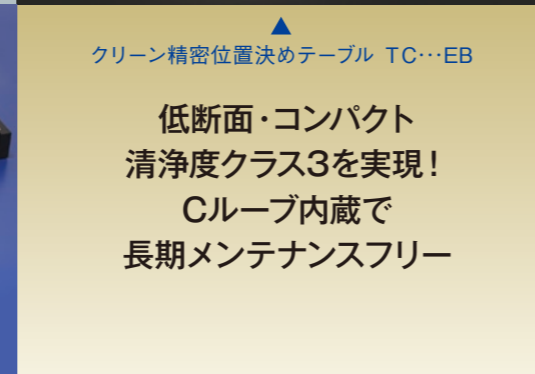 ▲
クリーン精密位置決めテーブル TC…EB
低断面・コンパクト
清浄度クラス3を実現！
Cルーブ内蔵で
長期メンテナンスフリー